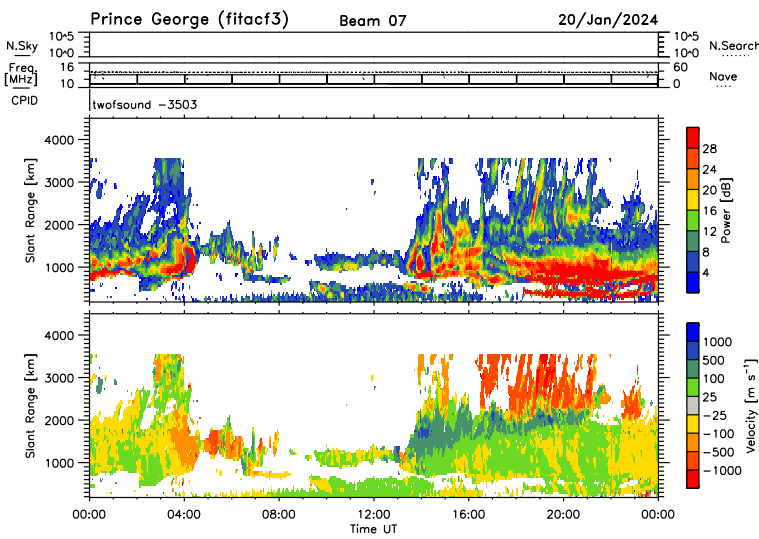 Prince George (fitacf3) Beam 07 20/Jan/2024
N.Sky 10^5 10^5 N.Search
10^0 10^0
Freq. 16 60
[MHz] 10 0 Nave
CPID twofsound -3503
Slant Range [km]
4000
3000
2000
1000
Power [dB]
28
24
20
16
12
8
4
Slant Range [km]
4000
3000
2000
1000
Velocity [m s⁻¹]
1000
500
100
25
-25
-100
-500
-1000
00:00 04:00 08:00 12:00 16:00 20:00 00:00
Time UT